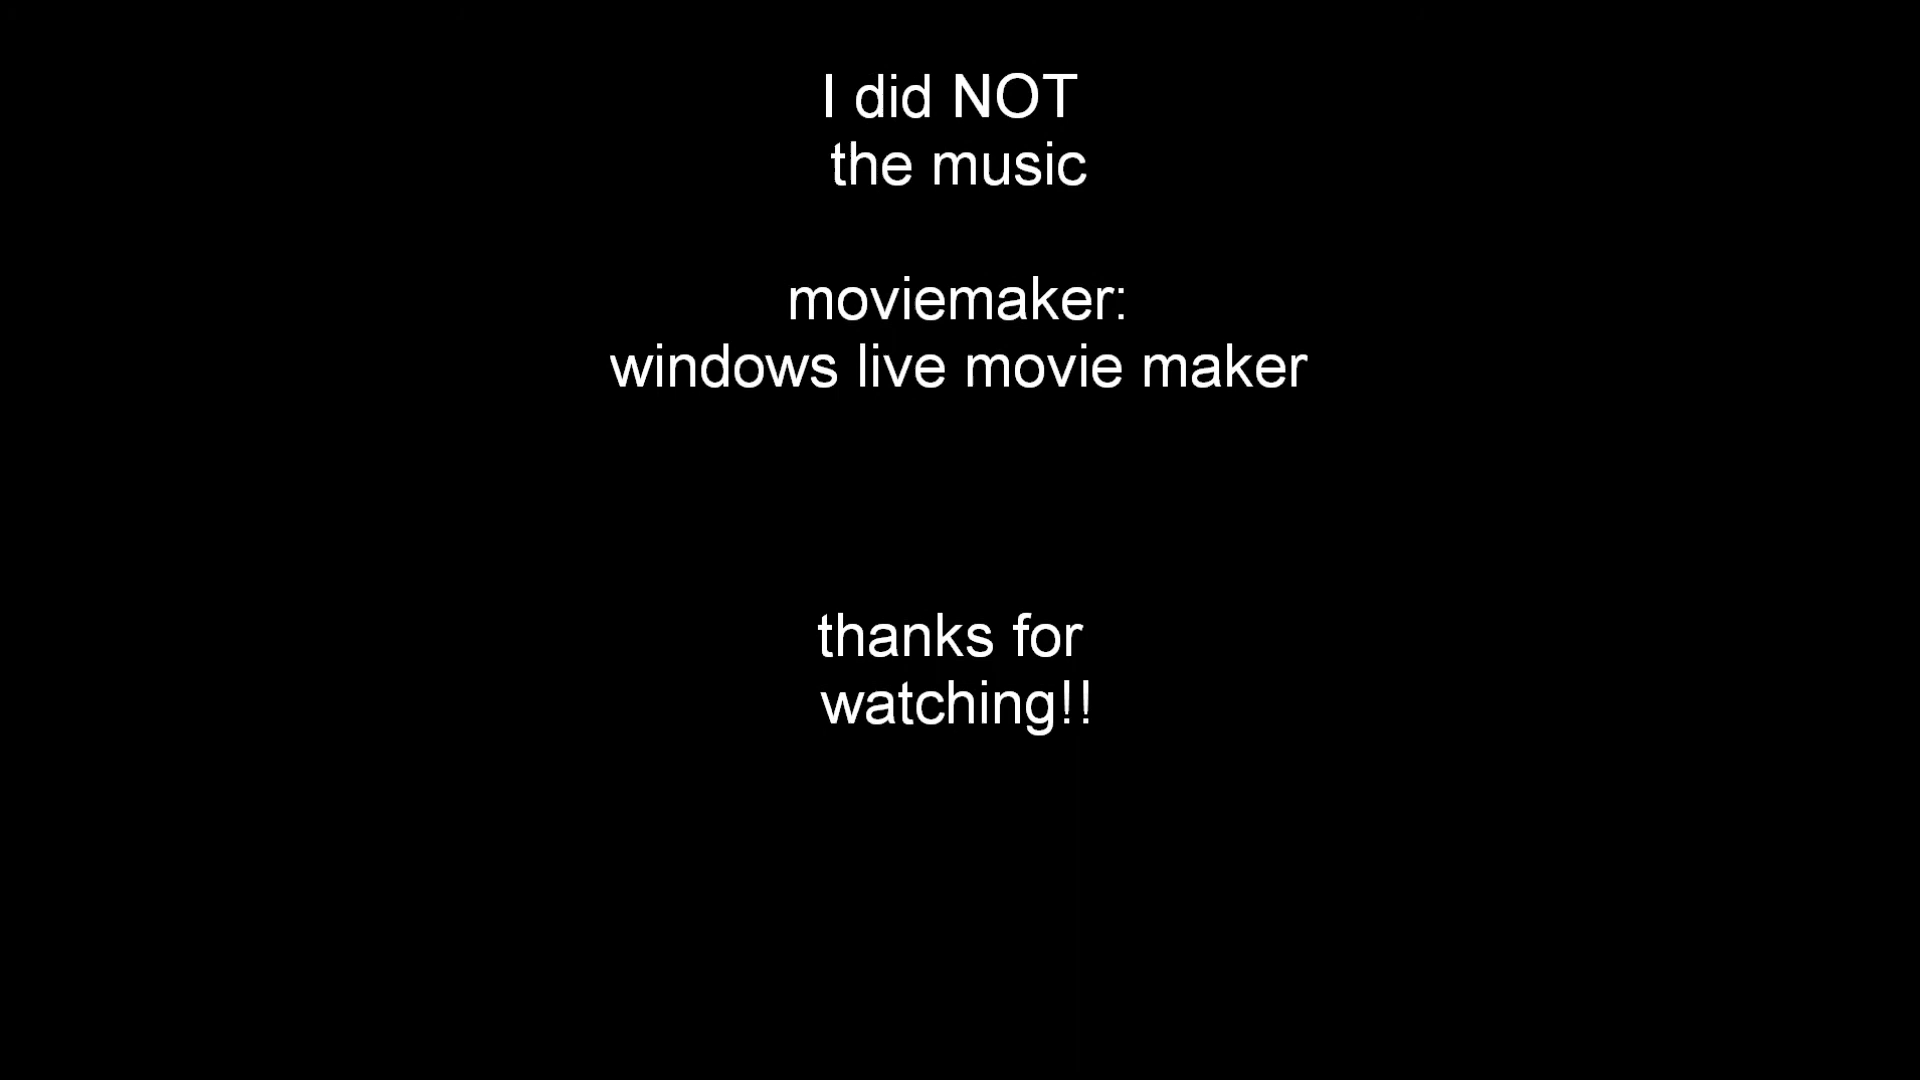 I did NOT
the music
moviemaker:
windows live movie maker
thanks for
watching!!